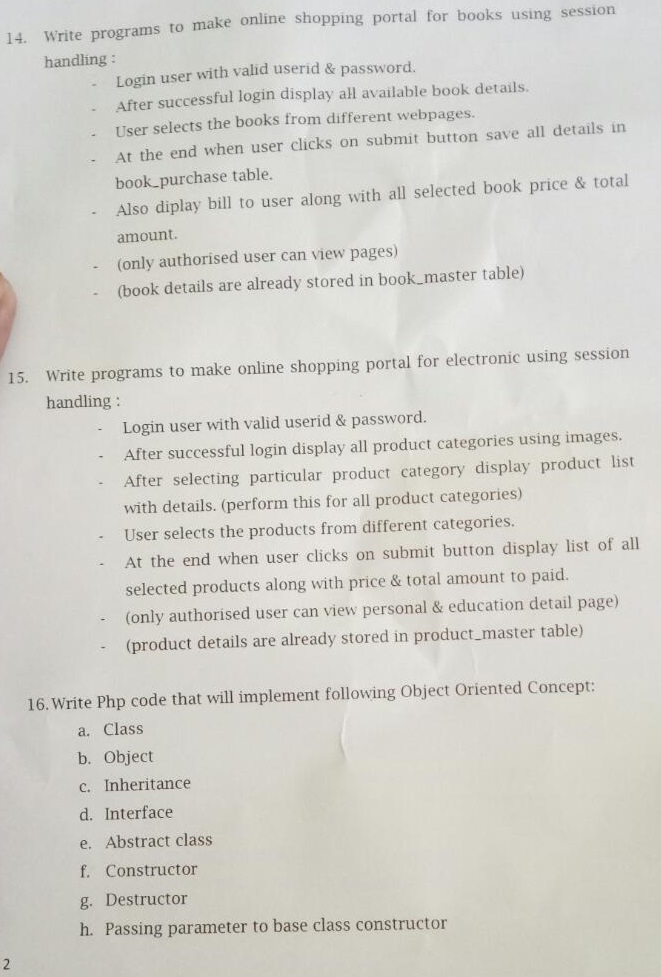 14. Write programs to make online shopping portal for books using session
handling :
- Login user with valid userid & password.
- After successful login display all available book details.
- User selects the books from different webpages.
- At the end when user clicks on submit button save all details in
book_purchase table.
- Also diplay bill to user along with all selected book price & total
amount.
- (only authorised user can view pages)
- (book details are already stored in book_master table)
15. Write programs to make online shopping portal for electronic using session
handling :
- Login user with valid userid & password.
- After successful login display all product categories using images.
- After selecting particular product category display product list
with details. (perform this for all product categories)
- User selects the products from different categories.
- At the end when user clicks on submit button display list of all
selected products along with price & total amount to paid.
- (only authorised user can view personal & education detail page)
- (product details are already stored in product_master table)
16. Write Php code that will implement following Object Oriented Concept:
a. Class
b. Object
c. Inheritance
d. Interface
e. Abstract class
f. Constructor
g. Destructor
h. Passing parameter to base class constructor
2